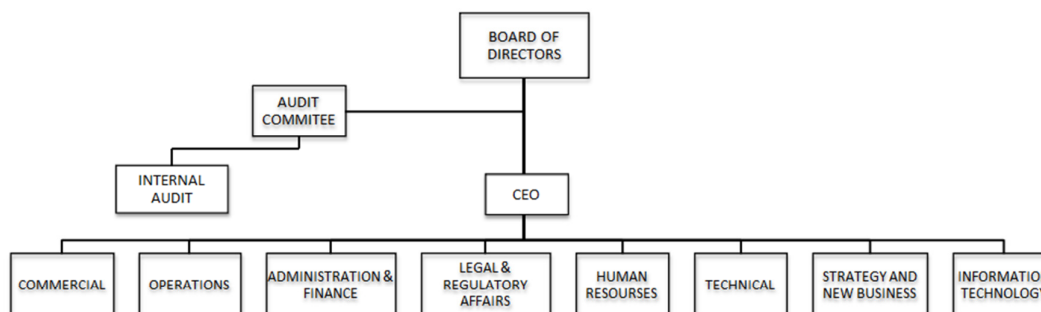 BOARD OF
DIRECTORS
AUDIT
COMMITEE
INTERNAL
AUDIT
CEO
COMMERCIAL
OPERATIONS
ADMINISTRATION &
FINANCE
LEGAL &
REGULATORY
AFFAIRS
HUMAN
RESOURSES
TECHNICAL
STRATEGY AND
NEW BUSINESS
INFORMATION
TECHNOLOGY